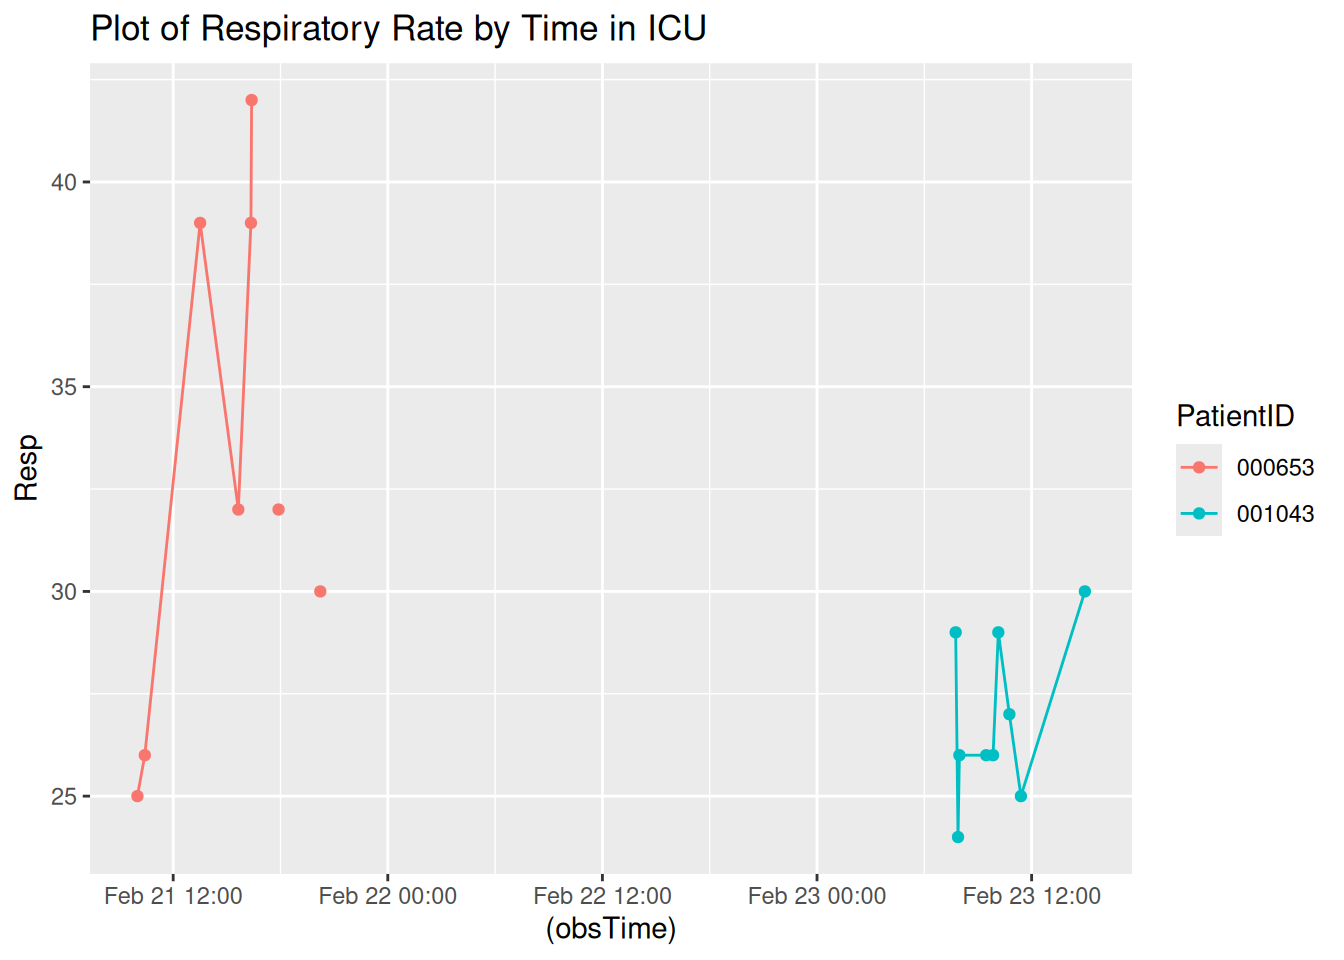 Plot of Respiratory Rate by Time in ICU
Resp
40
35
30
25
Feb 21 12:00
Feb 22 00:00
Feb 22 12:00
Feb 23 00:00
Feb 23 12:00
(obsTime)
PatientID
000653
001043